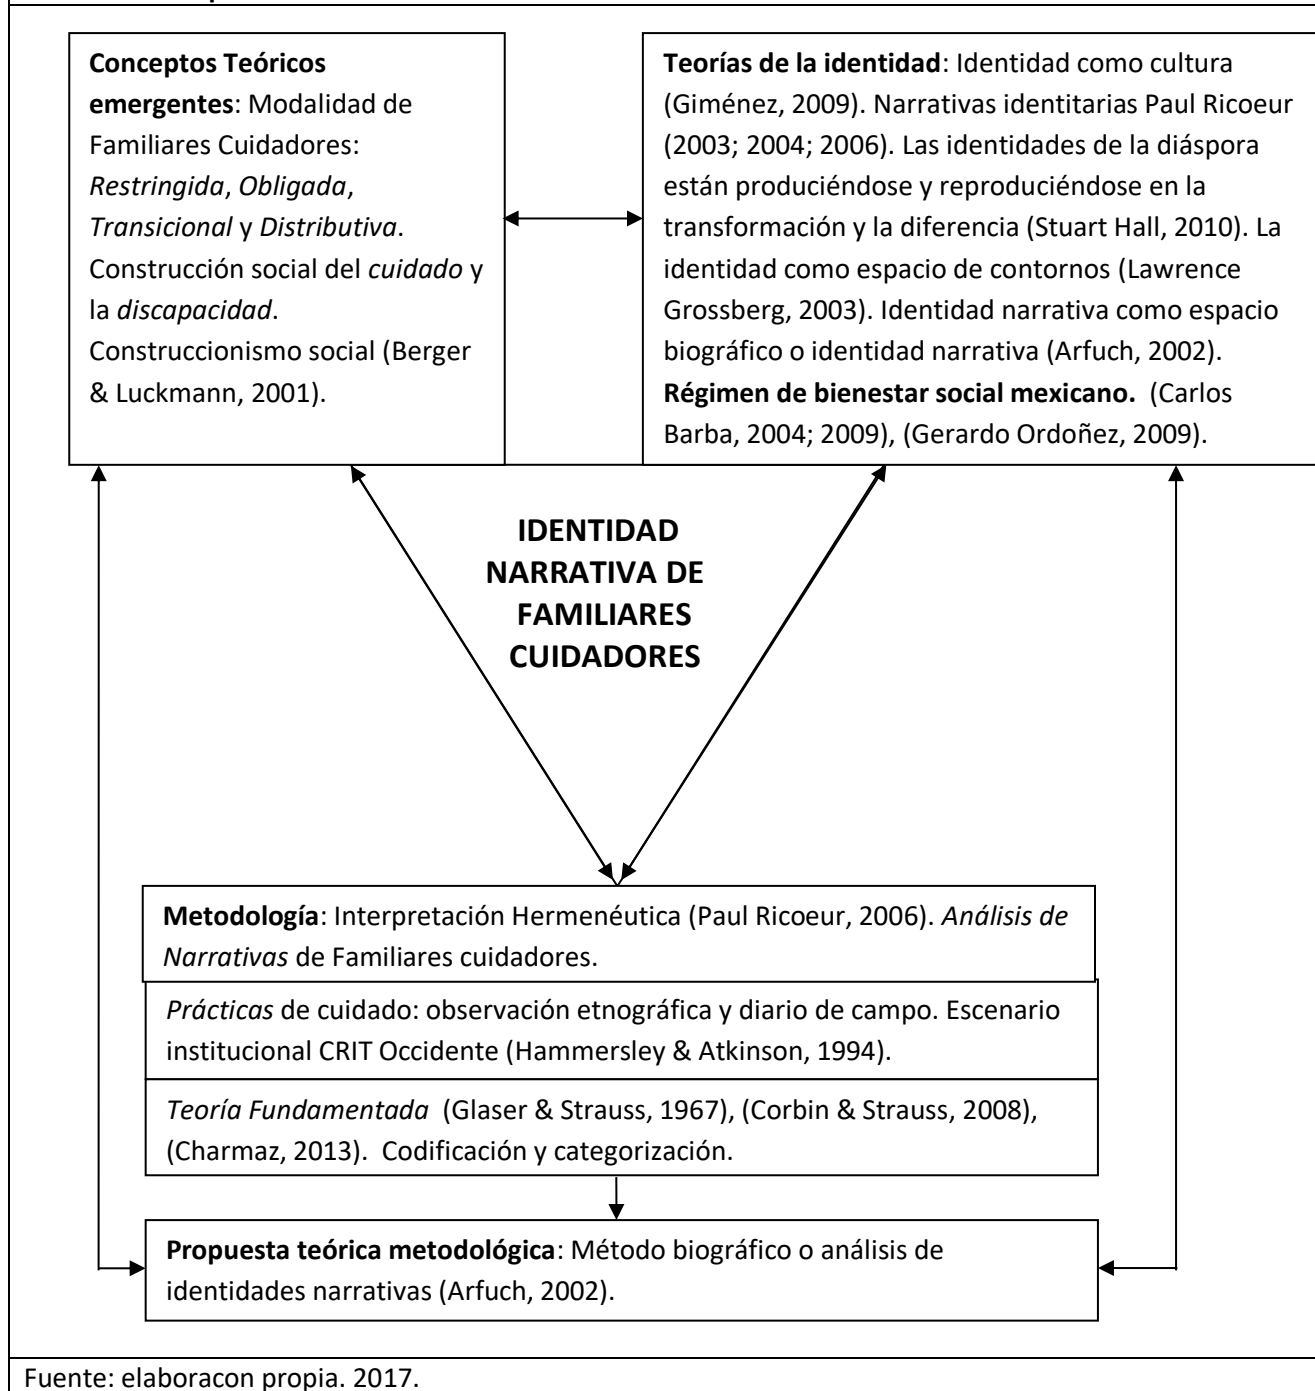 Conceptos Teóricos
emergentes: Modalidad de
Familiares Cuidadores:
Restringida, Obligada,
Transicional y Distributiva.
Construcción social del cuidado y
la discapacidad.
Construccionismo social (Berger
& Luckmann, 2001).
Teorías de la identidad: Identidad como cultura
(Giménez, 2009). Narrativas identitarias Paul Ricoeur
(2003; 2004; 2006). Las identidades de la diáspora
están produciéndose y reproduciéndose en la
transformación y la diferencia (Stuart Hall, 2010). La
identidad como espacio de contornos (Lawrence
Grossberg, 2003). Identidad narrativa como espacio
biográfico o identidad narrativa (Arfuch, 2002).
Régimen de bienestar social mexicano. (Carlos
Barba, 2004; 2009), (Gerardo Ordoñez, 2009).
IDENTIDAD
NARRATIVA DE
FAMILIARES
CUIDADORES
Metodología: Interpretación Hermenéutica (Paul Ricoeur, 2006). Análisis de
Narrativas de Familiares cuidadores.
Prácticas de cuidado: observación etnográfica y diario de campo. Escenario
institucional CRIT Occidente (Hammersley & Atkinson, 1994).
Teoría Fundamentada (Glaser & Strauss, 1967), (Corbin & Strauss, 2008),
(Charmaz, 2013). Codificación y categorización.
Propuesta teórica metodológica: Método biográfico o análisis de
identidades narrativas (Arfuch, 2002).
Fuente: elaboracon propia. 2017.